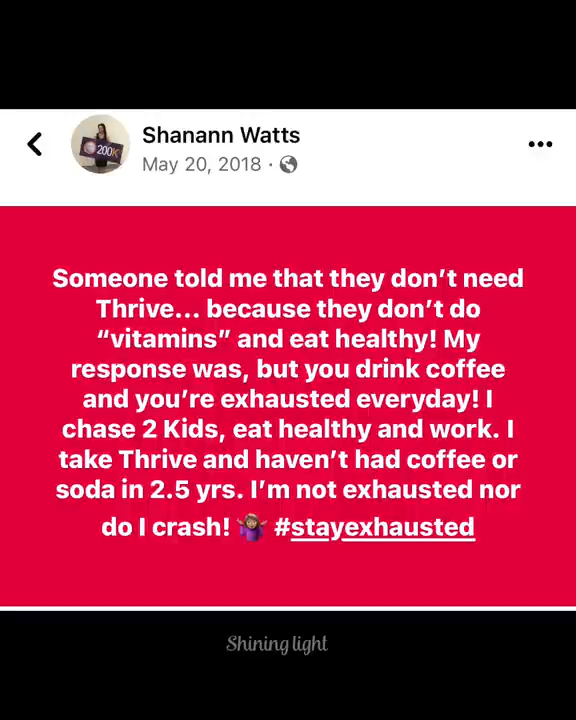 Shanann Watts
May 20, 2018 ·
200K
Someone told me that they don't need
Thrive... because they don't do
"vitamins" and eat healthy! My
response was, but you drink coffee
and you're exhausted everyday! I
chase 2 Kids, eat healthy and work. I
take Thrive and haven't had coffee or
soda in 2.5 yrs. I'm not exhausted nor
do I crash! 🤷🏽‍♀️ #stayexhausted
Shining light